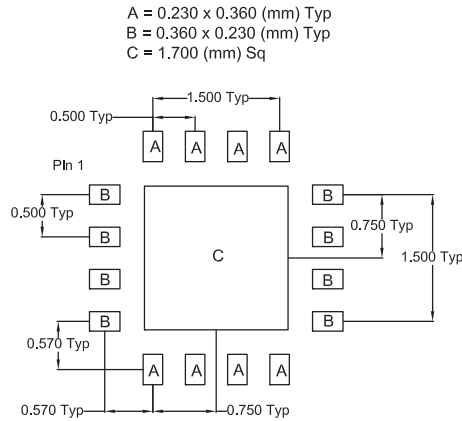 A = 0.230 x 0.360 (mm) Typ
B = 0.360 x 0.230 (mm) Typ
C = 1.700 (mm) Sq
1.500 Typ
0.500 Typ
A A A A
Pin 1
B B
0.500 Typ
0.750 Typ
B B
C
1.500 Typ
B B
B B
0.570 Typ
A A A A
0.570 Typ
0.750 Typ